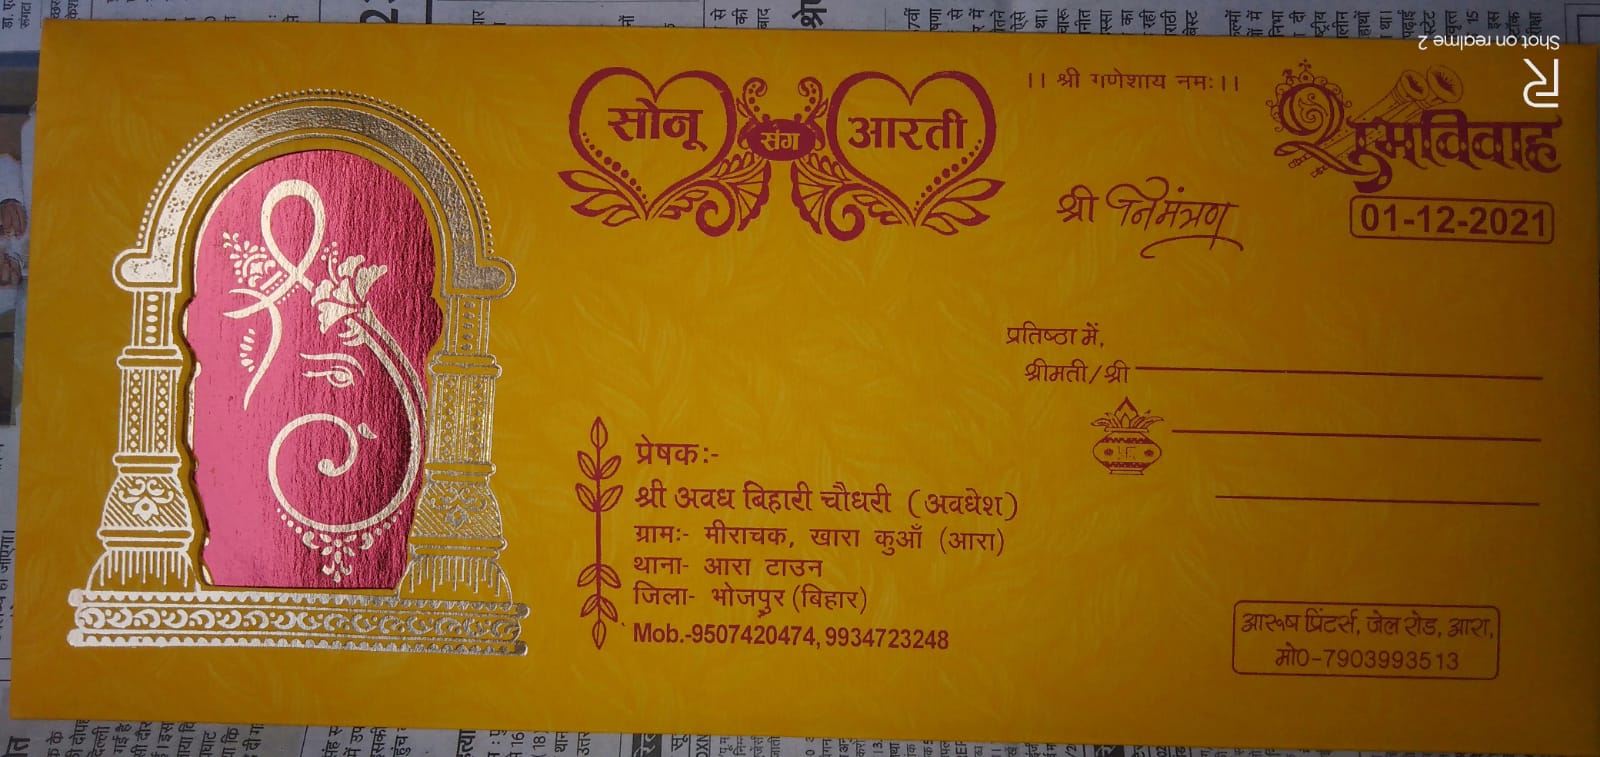 सोनू संग आरती
।। श्री गणेशाय नमः।।
शुभविवाह
श्री निमंत्रण
01-12-2021
प्रतिष्ठा में,
श्रीमती/श्री
प्रेषकः-
श्री अवध बिहारी चौधरी (अवधेश)
ग्रामः- मीराचक, खारा कुआँ (आरा)
थाना- आरा टाउन
जिला- भोजपुर (बिहार)
Mob.-9507420474, 9934723248
आरूष प्रिंटर्स, जेल रोड, आरा,
मो0-7903993513
Shot on realme 2